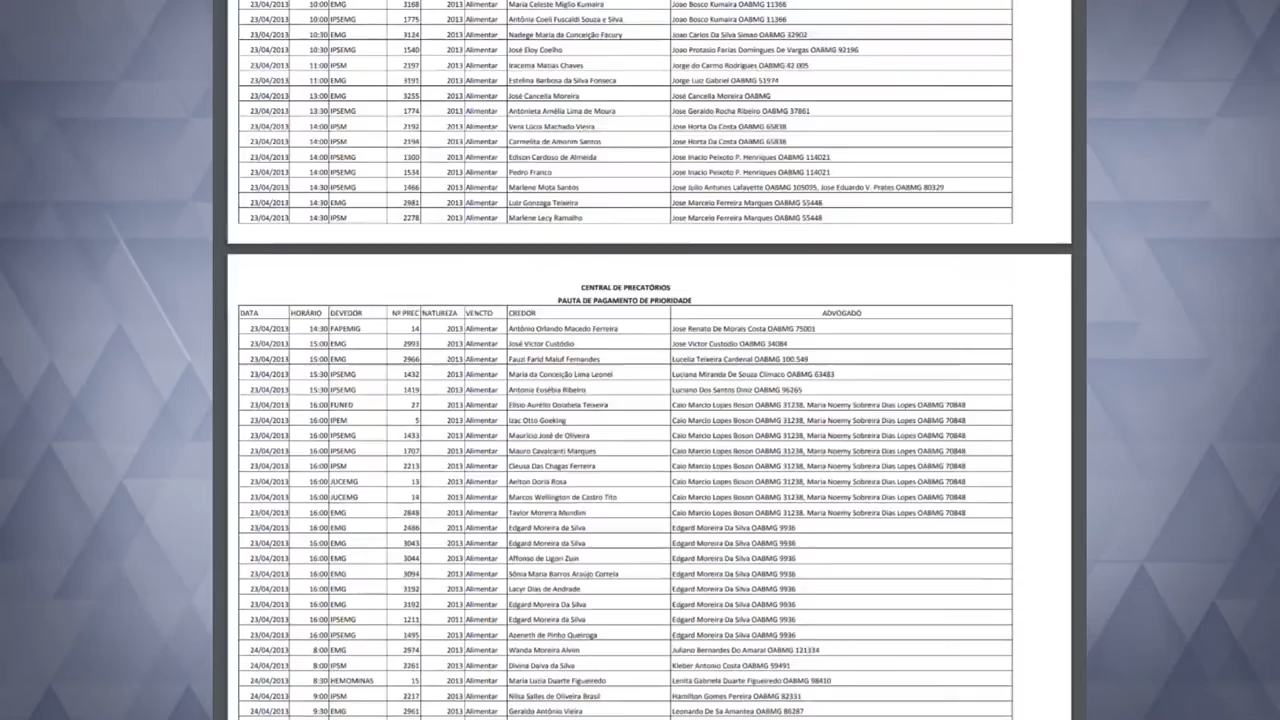 23/04/2013 10:00 EMG 3168 2013 Alimentar Maria Celeste Miglio Kumaira Joao Bosco Kumaira OABMG 11366
23/04/2013 10:00 IPSEMG 1775 2013 Alimentar Antônia Coeli Fuscaldi Souza e Silva Joao Bosco Kumaira OABMG 11366
23/04/2013 10:30 EMG 3124 2013 Alimentar Nadege Maria da Conceição Facury Joao Carlos Da Silva Simao OABMG 32902
23/04/2013 10:30 IPSEMG 1540 2013 Alimentar José Eloy Coelho Joao Protasio Farias Domingues De Vargas OABMG 92196
23/04/2013 11:00 IPSM 2197 2013 Alimentar Iracema Matias Chaves Jorge do Carmo Rodrigues OABMG 42.005
23/04/2013 11:00 EMG 3191 2013 Alimentar Estelina Barbosa da Silva Fonseca Jorge Luiz Gabriel OABMG 51974
23/04/2013 13:00 EMG 3255 2013 Alimentar José Cancella Moreira José Cancella Moreira OABMG
23/04/2013 13:30 IPSEMG 1774 2013 Alimentar Antonieta Amélia Lima de Moura Jose Geraldo Rocha Ribeiro OABMG 37861
23/04/2013 14:00 IPSM 2192 2013 Alimentar Vera Lúcia Machado Vieira Jose Horta Da Costa OABMG 65838
23/04/2013 14:00 IPSM 2194 2013 Alimentar Carmelita de Amorim Santos Jose Horta Da Costa OABMG 65838
23/04/2013 14:00 IPSEMG 1300 2013 Alimentar Edison Cardoso de Almeida Jose Inacio Peixoto P. Henriques OABMG 114021
23/04/2013 14:00 IPSEMG 1534 2013 Alimentar Pedro Franco Jose Inacio Peixoto P. Henriques OABMG 114021
23/04/2013 14:30 IPSEMG 1466 2013 Alimentar Marlene Mota Santos Jose Julio Antunes Lafayette OABMG 105035, Jose Eduardo V. Prates OABMG 80329
23/04/2013 14:30 EMG 2981 2013 Alimentar Luiz Gonzaga Teixeira Jose Marcelo Ferreira Marques OABMG 55448
23/04/2013 14:30 IPSM 2278 2013 Alimentar Marlene Lecy Ramalho Jose Marcelo Ferreira Marques OABMG 55448
CENTRAL DE PRECATÓRIOS
PAUTA DE PAGAMENTO DE PRIORIDADE
DATA HORÁRIO DEVEDOR Nº PREC NATUREZA VENCTO CREDOR ADVOGADO
23/04/2013 14:30 FAPEMIG 14 2013 Alimentar Antônio Orlando Macedo Ferreira Jose Renato De Morais Costa OABMG 75001
23/04/2013 15:00 EMG 2993 2013 Alimentar José Victor Custódio Jose Victor Custodio OABMG 34084
23/04/2013 15:00 EMG 2966 2013 Alimentar Fauzi Farid Maluf Fernandes Lucelia Teixeira Cardenal OABMG 100.549
23/04/2013 15:30 IPSEMG 1432 2013 Alimentar Maria da Conceição Lima Leonel Luciana Miranda De Souza Climaco OABMG 63483
23/04/2013 15:30 IPSEMG 1419 2013 Alimentar Antonia Eusébia Ribeiro Luciano Dos Santos Diniz OABMG 96265
23/04/2013 16:00 FUNED 27 2013 Alimentar Elísio Aurélio Dolabela Teixeira Caio Marcio Lopes Boson OABMG 31238, Maria Noemy Sobreira Dias Lopes OABMG 70848
23/04/2013 16:00 IPEM 5 2013 Alimentar Izac Otto Goeking Caio Marcio Lopes Boson OABMG 31238, Maria Noemy Sobreira Dias Lopes OABMG 70848
23/04/2013 16:00 IPSEMG 1433 2013 Alimentar Maurício José de Oliveira Caio Marcio Lopes Boson OABMG 31238, Maria Noemy Sobreira Dias Lopes OABMG 70848
23/04/2013 16:00 IPSEMG 1707 2013 Alimentar Mauro Cavalcanti Marques Caio Marcio Lopes Boson OABMG 31238, Maria Noemy Sobreira Dias Lopes OABMG 70848
23/04/2013 16:00 IPSM 2213 2013 Alimentar Cleusa Das Chagas Ferreira Caio Marcio Lopes Boson OABMG 31238, Maria Noemy Sobreira Dias Lopes OABMG 70848
23/04/2013 16:00 JUCEMG 13 2013 Alimentar Aelton Doria Rosa Caio Marcio Lopes Boson OABMG 31238, Maria Noemy Sobreira Dias Lopes OABMG 70848
23/04/2013 16:00 JUCEMG 14 2013 Alimentar Marcos Wellington de Castro Tito Caio Marcio Lopes Boson OABMG 31238, Maria Noemy Sobreira Dias Lopes OABMG 70848
23/04/2013 16:00 EMG 2848 2013 Alimentar Taylor Moreira Mundim Caio Marcio Lopes Boson OABMG 31238, Maria Noemy Sobreira Dias Lopes OABMG 70848
23/04/2013 16:00 EMG 2486 2011 Alimentar Edgard Moreira de Silva Edgard Moreira Da Silva OABMG 9936
23/04/2013 16:00 EMG 3043 2013 Alimentar Edgard Moreira da Silva Edgard Moreira Da Silva OABMG 9936
23/04/2013 16:00 EMG 3044 2013 Alimentar Affonso de Ligori Zuin Edgard Moreira Da Silva OABMG 9936
23/04/2013 16:00 EMG 3094 2013 Alimentar Sônia Maria Barros Araújo Correia Edgard Moreira Da Silva OABMG 9936
23/04/2013 16:00 EMG 3192 2013 Alimentar Lacyr Dias de Andrade Edgard Moreira Da Silva OABMG 9936
23/04/2013 16:00 EMG 3192 2013 Alimentar Edgard Moreira Da Silva Edgard Moreira Da Silva OABMG 9936
23/04/2013 16:00 IPSEMG 1211 2011 Alimentar Edgard Moreira da Silva Edgard Moreira Da Silva OABMG 9936
23/04/2013 16:00 IPSEMG 1495 2013 Alimentar Azeneth de Pinho Queiroga Edgard Moreira Da Silva OABMG 9936
24/04/2013 8:00 EMG 2974 2013 Alimentar Wanda Moreira Alvim Juliano Bernardes Do Amaral OABMG 121334
24/04/2013 8:00 IPSM 2261 2013 Alimentar Divina Daiva da Silva Kleber Antonio Costa OABMG 59491
24/04/2013 8:30 HEMOMINAS 15 2013 Alimentar Maria Luzia Duarte Figueiredo Lenita Gabriela Duarte Figueiredo OABMG 98410
24/04/2013 9:00 IPSM 2217 2013 Alimentar Nilsa Salles de Oliveira Brasil Hamilton Gomes Pereira OABMG 82331
24/04/2013 9:30 EMG 2961 2013 Alimentar Geraldo Antônio Vieira Leonardo De Sa Amantea OABMG 86287